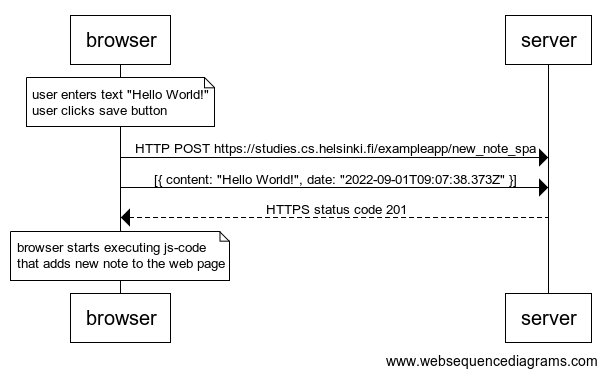 browser
server
user enters text "Hello World!"
user clicks save button
HTTP POST https://studies.cs.helsinki.fi/exampleapp/new_note_spa
[{ content: "Hello World!", date: "2022-09-01T09:07:38.373Z" }]
HTTPS status code 201
browser starts executing js-code
that adds new note to the web page
browser
server
www.websequencediagrams.com